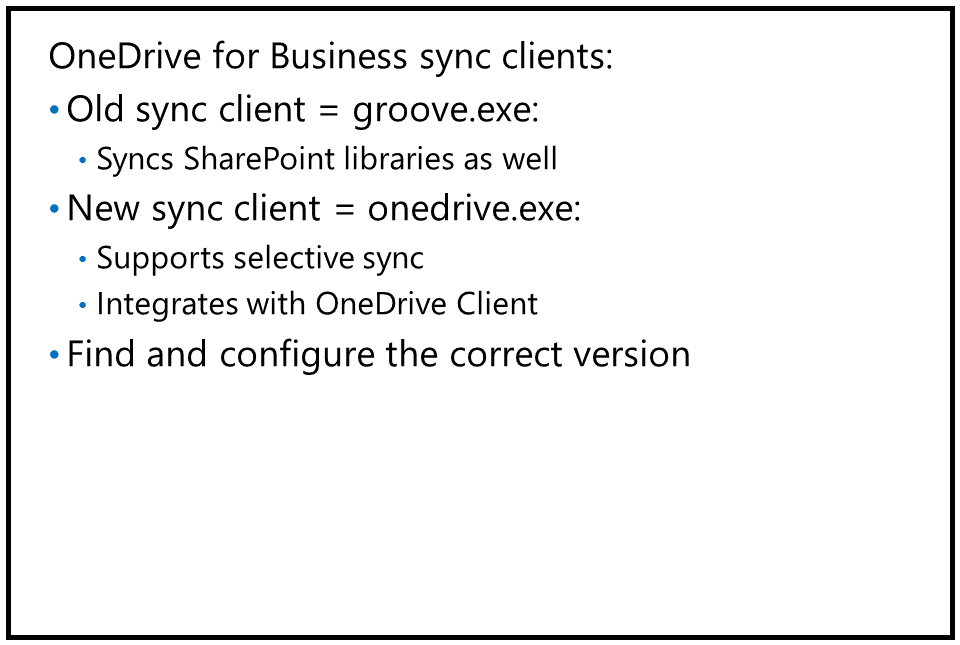 OneDrive for Business sync clients:
• Old sync client = groove.exe:
• Syncs SharePoint libraries as well
• New sync client = onedrive.exe:
• Supports selective sync
• Integrates with OneDrive Client
• Find and configure the correct version